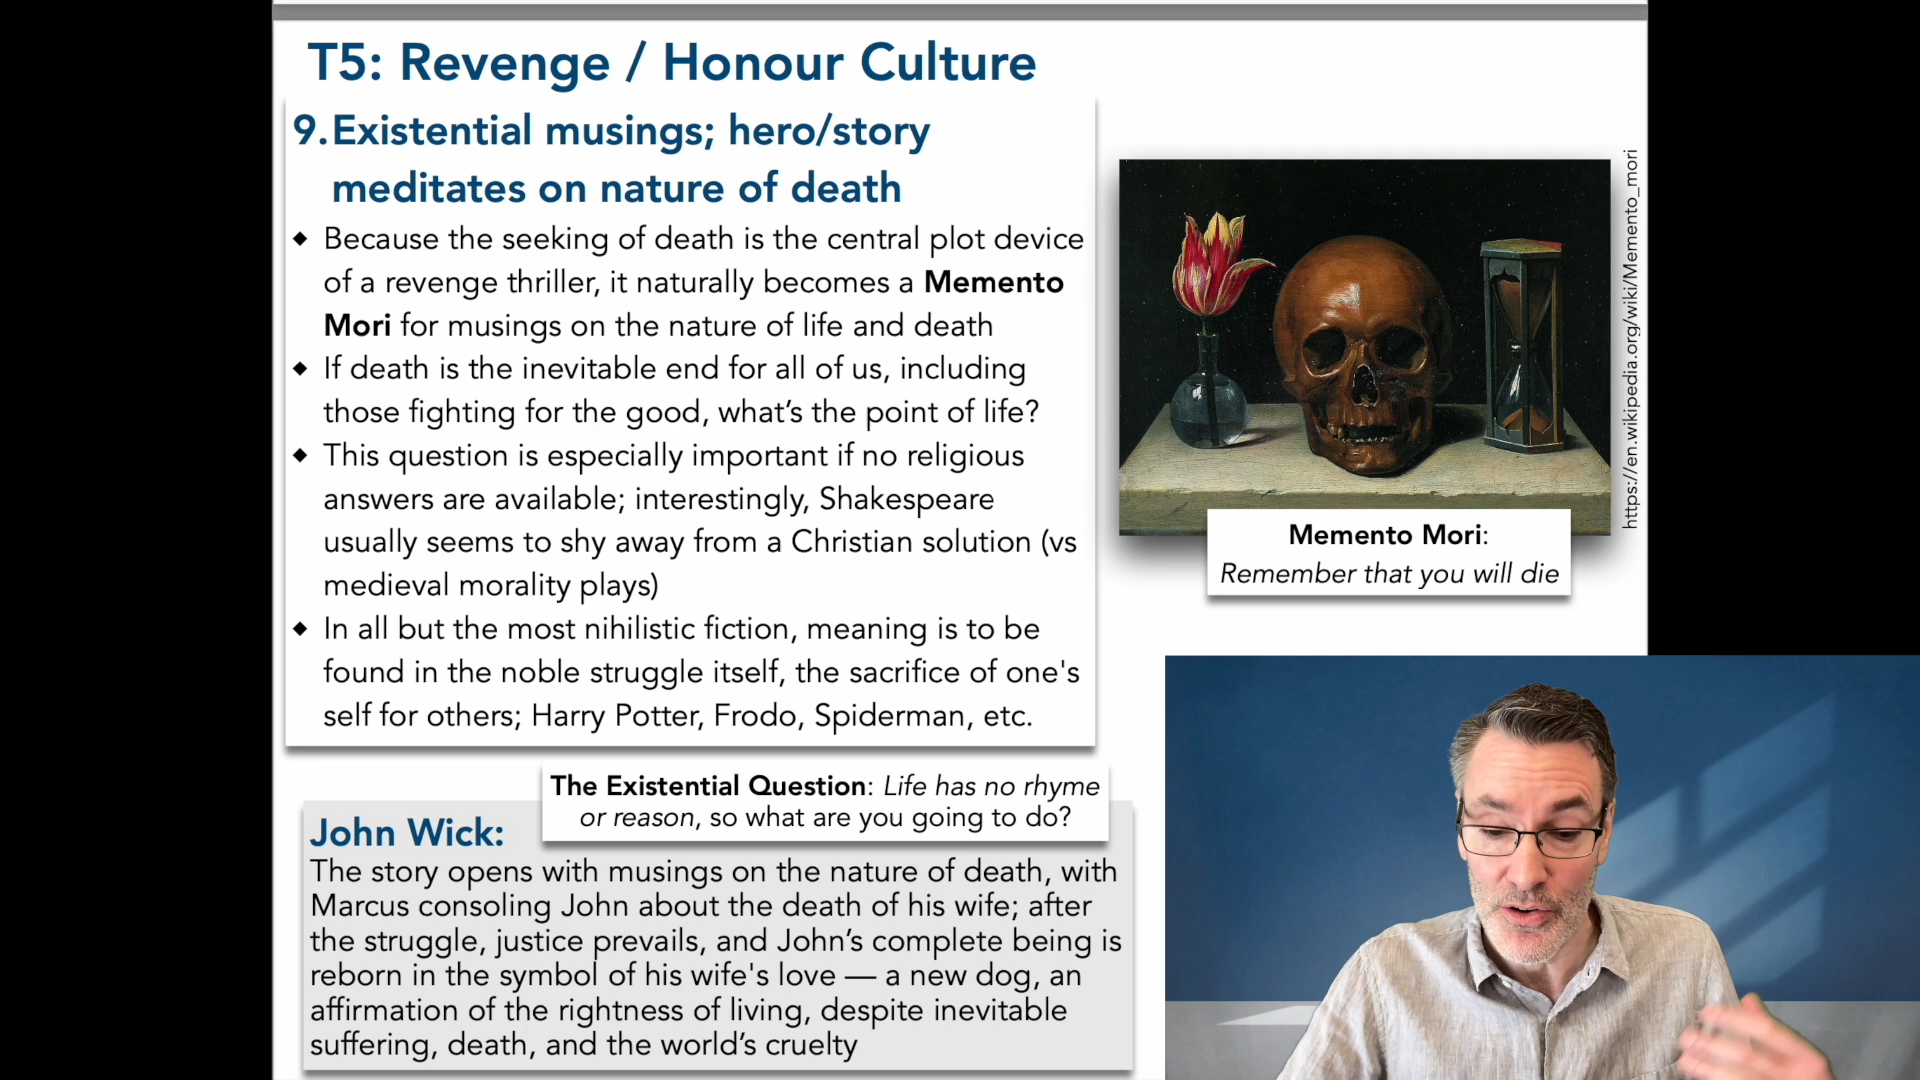 T5: Revenge / Honour Culture
9. Existential musings; hero/story
meditates on nature of death
◆ Because the seeking of death is the central plot device
of a revenge thriller, it naturally becomes a Memento
Mori for musings on the nature of life and death
◆ If death is the inevitable end for all of us, including
those fighting for the good, what’s the point of life?
◆ This question is especially important if no religious
answers are available; interestingly, Shakespeare
usually seems to shy away from a Christian solution (vs
medieval morality plays)
◆ In all but the most nihilistic fiction, meaning is to be
found in the noble struggle itself, the sacrifice of one's
self for others; Harry Potter, Frodo, Spiderman, etc.
https://en.wikipedia.org/wiki/Memento_mori
Memento Mori:
Remember that you will die
The Existential Question: Life has no rhyme
or reason, so what are you going to do?
John Wick:
The story opens with musings on the nature of death, with
Marcus consoling John about the death of his wife; after
the struggle, justice prevails, and John’s complete being is
reborn in the symbol of his wife's love — a new dog, an
affirmation of the rightness of living, despite inevitable
suffering, death, and the world’s cruelty